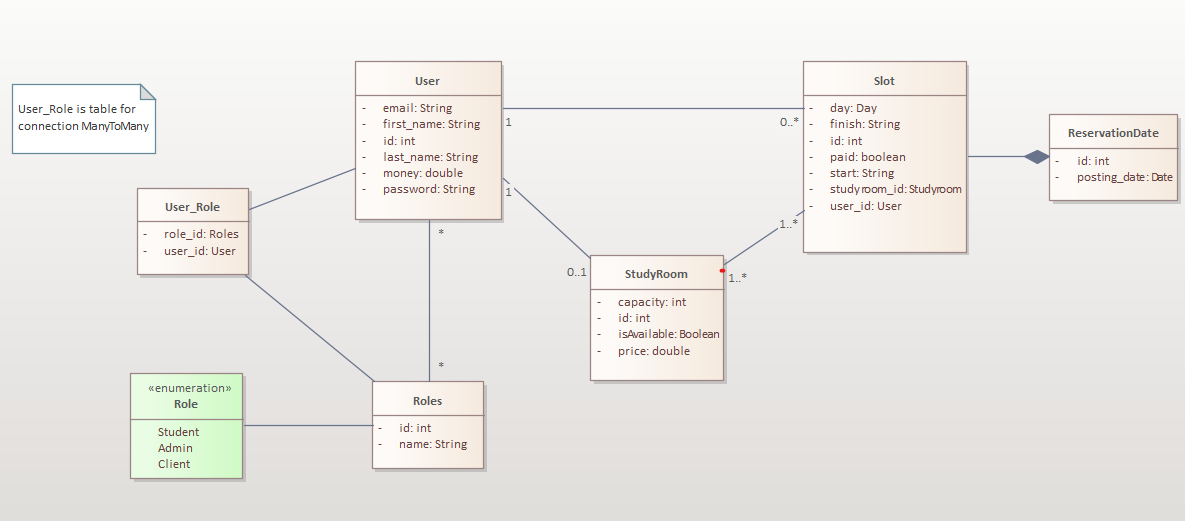 User_Role is table for
connection ManyToMany
User
- email: String
- first_name: String
- id: int
- last_name: String
- money: double
- password: String
Slot
- day: Day
- finish: String
- id: int
- paid: boolean
- start: String
- studyroom_id: Studyroom
- user_id: User
ReservationDate
- id: int
- posting_date: Date
1
0..*
1
0..1
1..*
1..*
*
*
User_Role
- role_id: Roles
- user_id: User
StudyRoom
- capacity: int
- id: int
- isAvailable: Boolean
- price: double
«enumeration»
Role
Student
Admin
Client
Roles
- id: int
- name: String